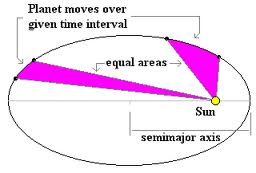 Planet moves over
given time interval
equal areas
Sun
semimajor axis